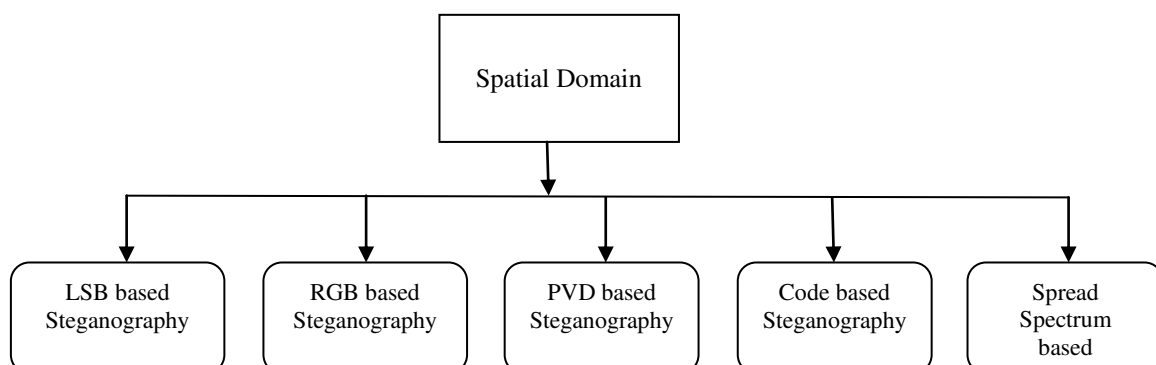 Spatial Domain
LSB based
Steganography
RGB based
Steganography
PVD based
Steganography
Code based
Steganography
Spread
Spectrum
based